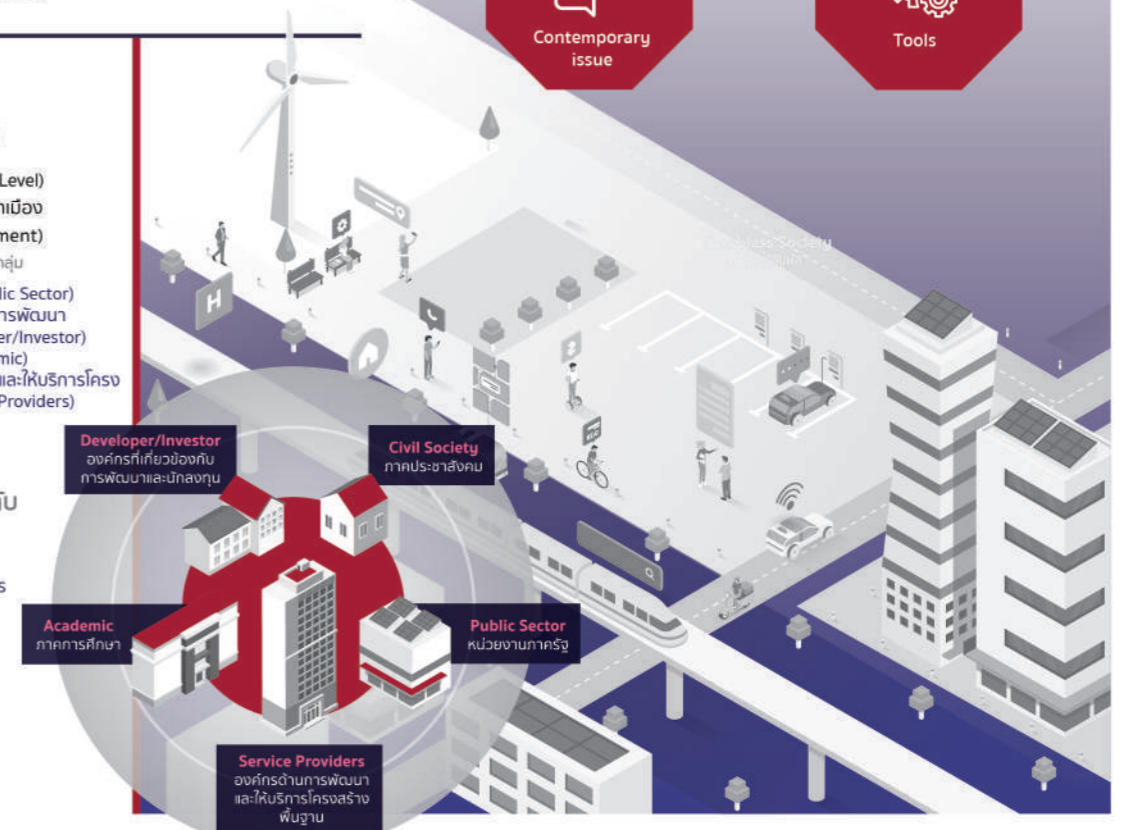 Contemporary
issue
Tools
Level)
าเมือง
ment)
กลุ่ม
lic Sector)
ารพัฒนา
er/Investor)
mic)
และให้บริการโครง
Providers)
H
Developer/Investor
องค์กรที่เกี่ยวข้องกับ
การพัฒนาและนักลงทุน
Civil Society
ภาคประชาสังคม
Academic
ภาคการศึกษา
Public Sector
หน่วยงานภาครัฐ
Service Providers
องค์กรด้านการพัฒนา
และให้บริการโครงสร้าง
พื้นฐาน